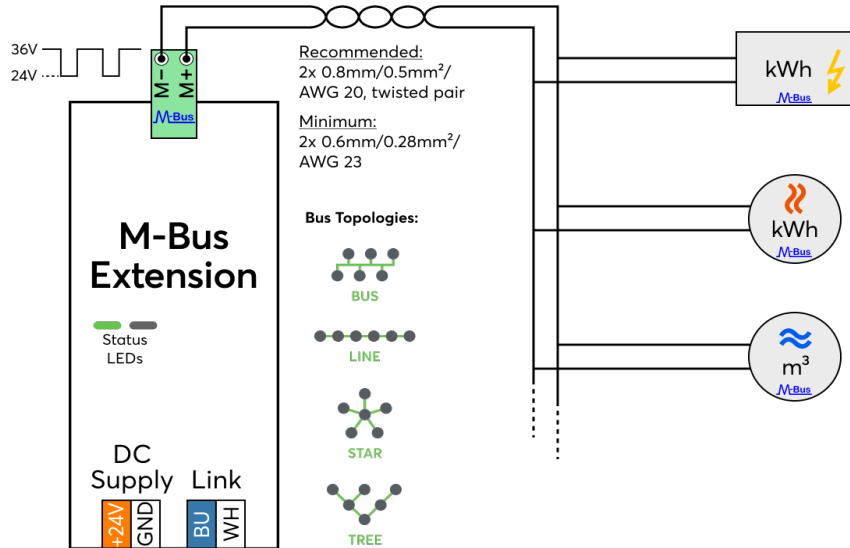 36V
24V
M-
M+
M-Bus
Recommended:
2x 0.8mm/0.5mm²/
AWG 20, twisted pair
Minimum:
2x 0.6mm/0.28mm²/
AWG 23
M-Bus
Extension
Status
LEDs
DC
Supply
Link
+24V
GND
BU
WH
Bus Topologies:
BUS
LINE
STAR
TREE
kWh
M-Bus
kWh
M-Bus
m³
M-Bus